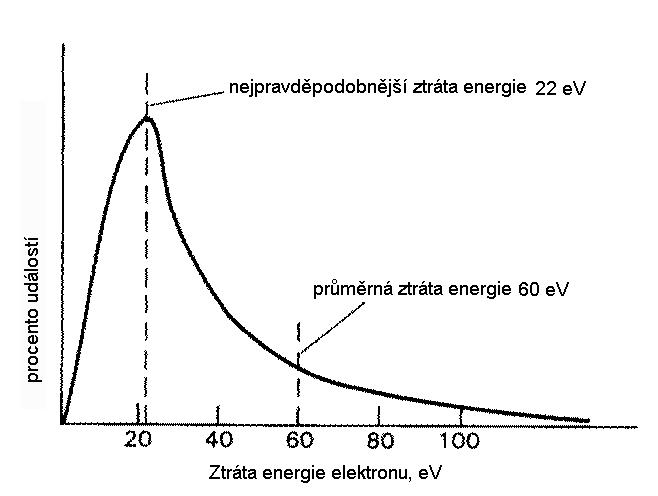 nejpravděpodobnější ztráta energie 22 eV
průměrná ztráta energie 60 eV
procento událostí
20 40 60 80 100
Ztráta energie elektronu, eV